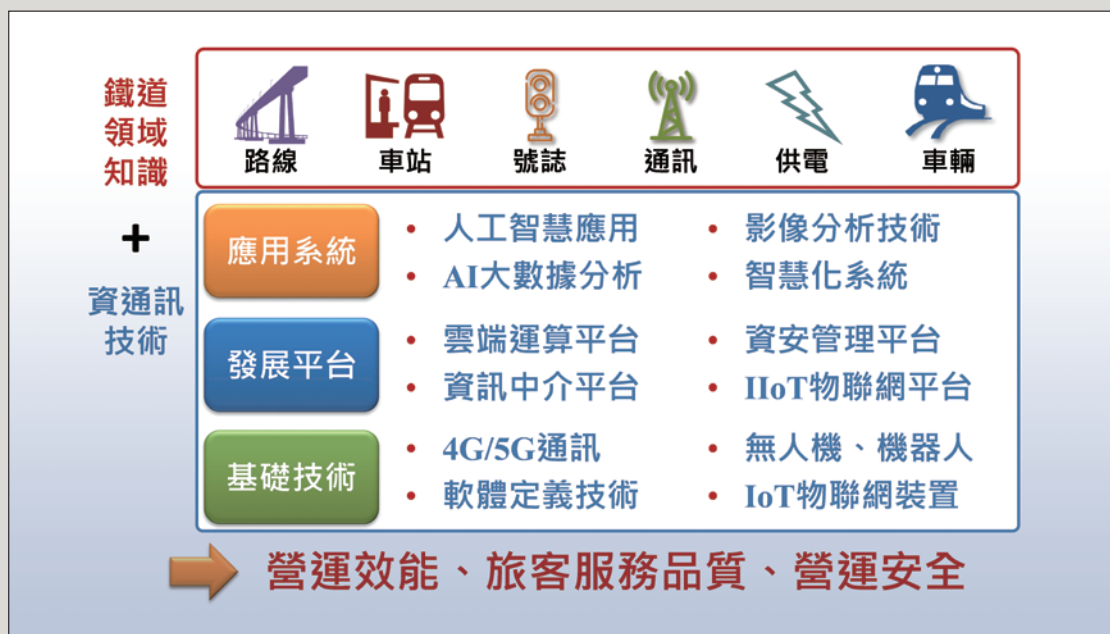 鐵道
領域
知識
路線 車站 號誌 通訊 供電 車輛
+
資通訊
技術
應用系統
• 人工智慧應用 • 影像分析技術
• AI大數據分析 • 智慧化系統
發展平台
• 雲端運算平台 • 資安管理平台
• 資訊中介平台 • IIoT物聯網平台
基礎技術
• 4G/5G通訊 • 無人機、機器人
• 軟體定義技術 • IoT物聯網裝置
營運效能、旅客服務品質、營運安全